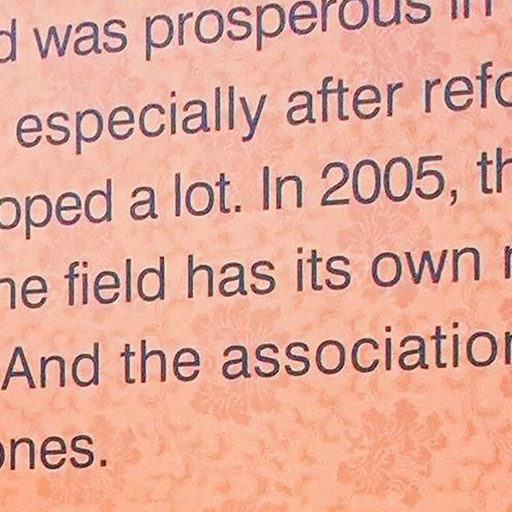 d was prosperous in
especially after refo
oped a lot. In 2005, th
he field has its own
And the association
ones.